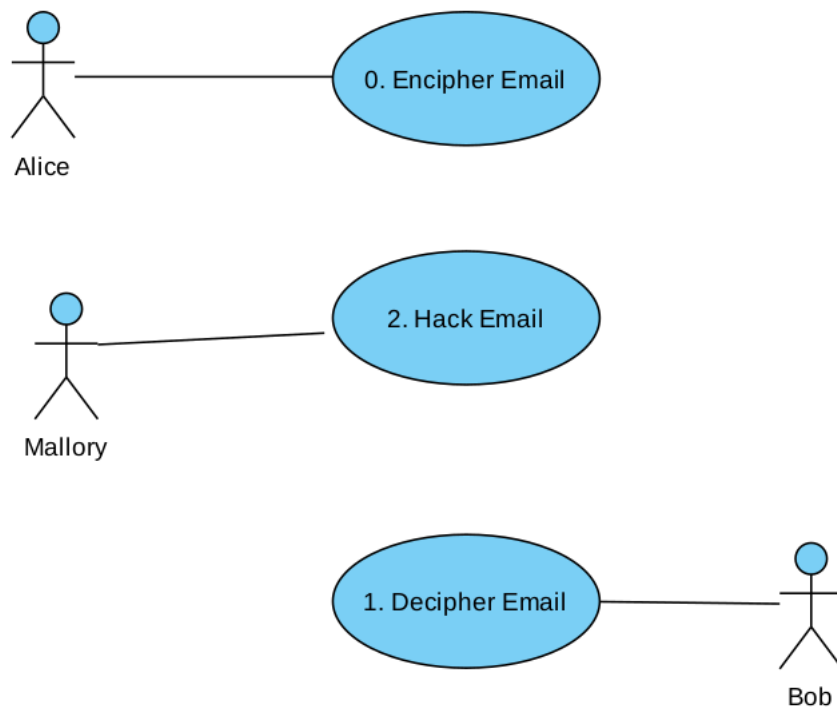 0. Encipher Email
Alice
2. Hack Email
Mallory
1. Decipher Email
Bob